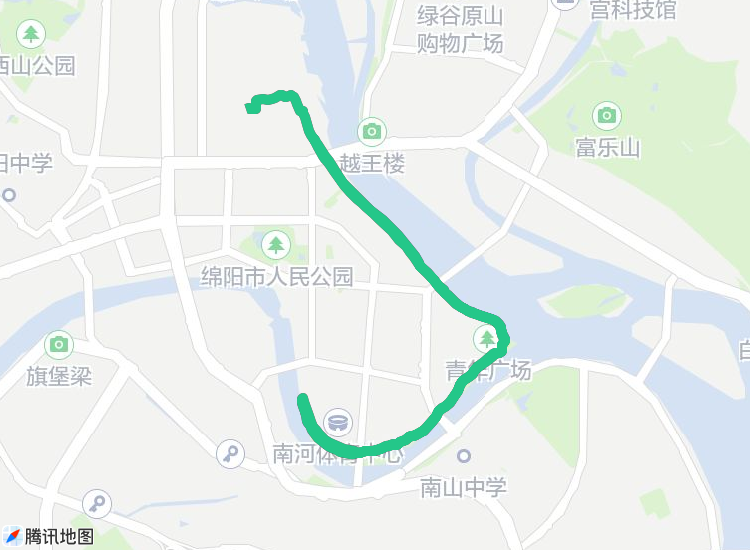 绿谷原山
购物广场
宫科技馆
西山公园
富乐山
越王楼
阳中学
绵阳市人民公园
旗堡梁
青年广场
白
南河体育中心
南山中学
腾讯地图